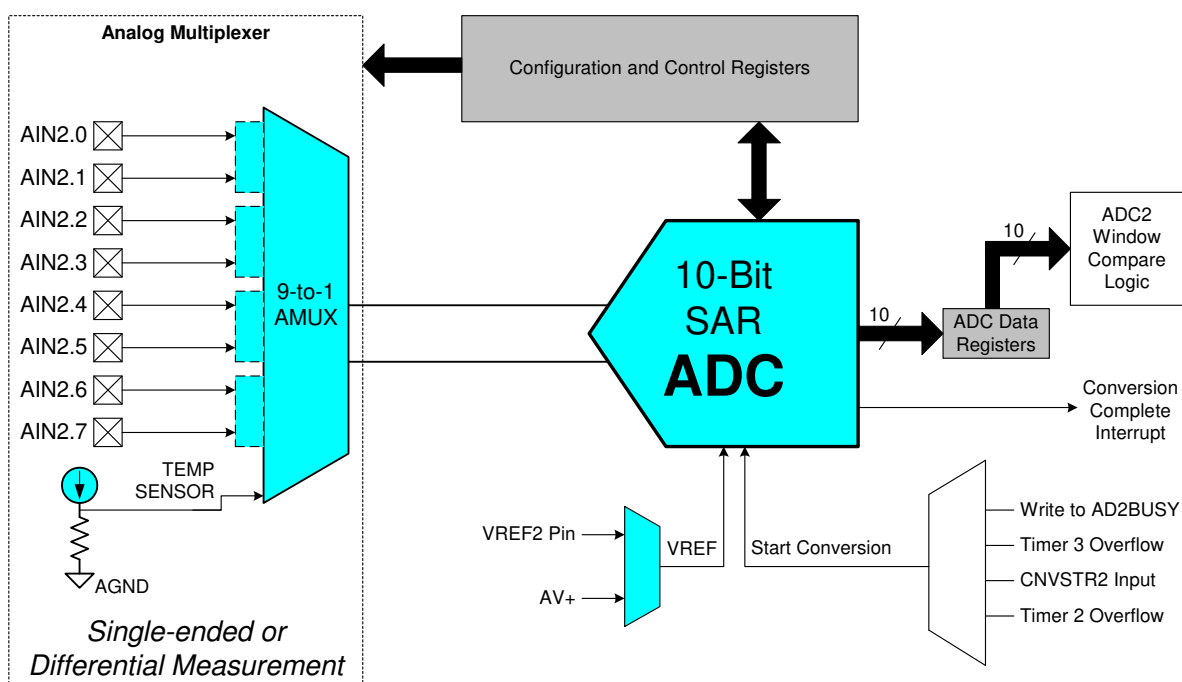 Analog Multiplexer
Configuration and Control Registers
AIN2.0
AIN2.1
AIN2.2
AIN2.3
AIN2.4
AIN2.5
AIN2.6
AIN2.7
9-to-1
AMUX
TEMP
SENSOR
AGND
Single-ended or
Differential Measurement
10-Bit
SAR
ADC
10
ADC Data
Registers
10
ADC2
Window
Compare
Logic
Conversion
Complete
Interrupt
VREF2 Pin
AV+
VREF
Start Conversion
Write to AD2BUSY
Timer 3 Overflow
CNVSTR2 Input
Timer 2 Overflow